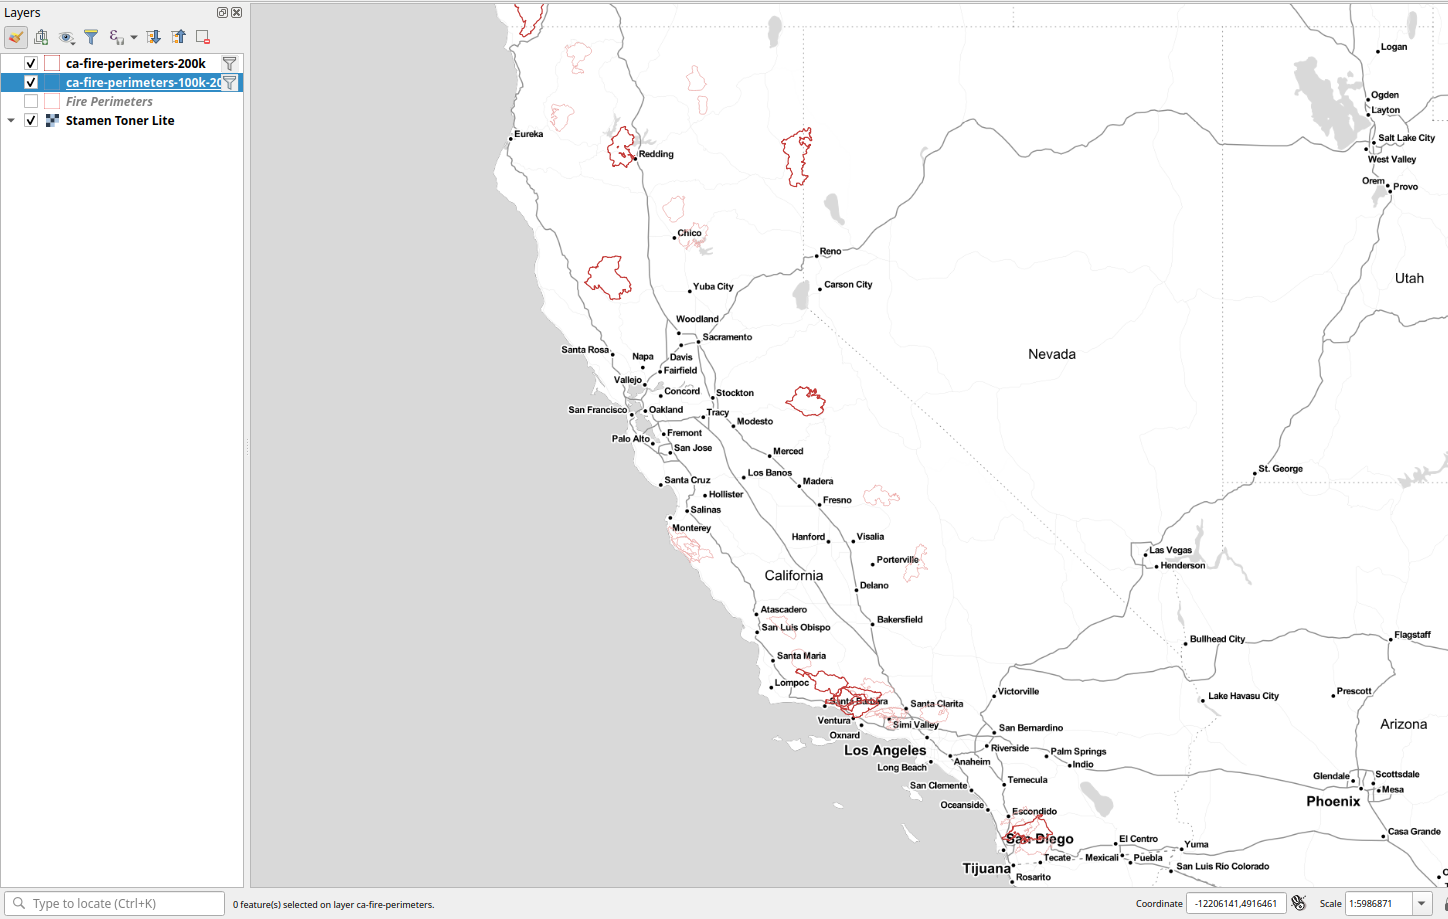 Layers
ca-fire-perimeters-200k
ca-fire-perimeters-100k-20
Fire Perimeters
Stamen Toner Lite
Logan
Ogden
Layton
Eureka
Salt Lake City
Redding
West Valley
Orem
Provo
Chico
Reno
Utah
Yuba City
Carson City
Woodland
Sacramento
Santa Rosa
Napa
Davis
Nevada
Fairfield
Vallejo
Concord
Stockton
San Francisco
Oakland
Tracy
Modesto
Palo Alto
Fremont
San Jose
Merced
St. George
Los Banos
Santa Cruz
Madera
Hollister
Fresno
Salinas
Monterey
Hanford
Visalia
Las Vegas
Porterville
Henderson
California
Delano
Atascadero
Bakersfield
San Luis Obispo
Flagstaff
Bullhead City
Santa Maria
Lompoc
Victorville
Prescott
Santa Barbara
Santa Clarita
Lake Havasu City
Ventura
Simi Valley
San Bernardino
Arizona
Oxnard
Los Angeles
Riverside
Palm Springs
Long Beach
Anaheim
Indio
Glendale
Scottsdale
San Clemente
Temecula
Mesa
Phoenix
Oceanside
Escondido
San Diego
El Centro
Casa Grande
Yuma
Tijuana
Tecate
Mexicali
Puebla
San Luis Rio Colorado
Rosarito
Type to locate (Ctrl+K)
0 feature(s) selected on layer ca-fire-perimeters.
Coordinate
-12206141,4916461
Scale
1:5986871